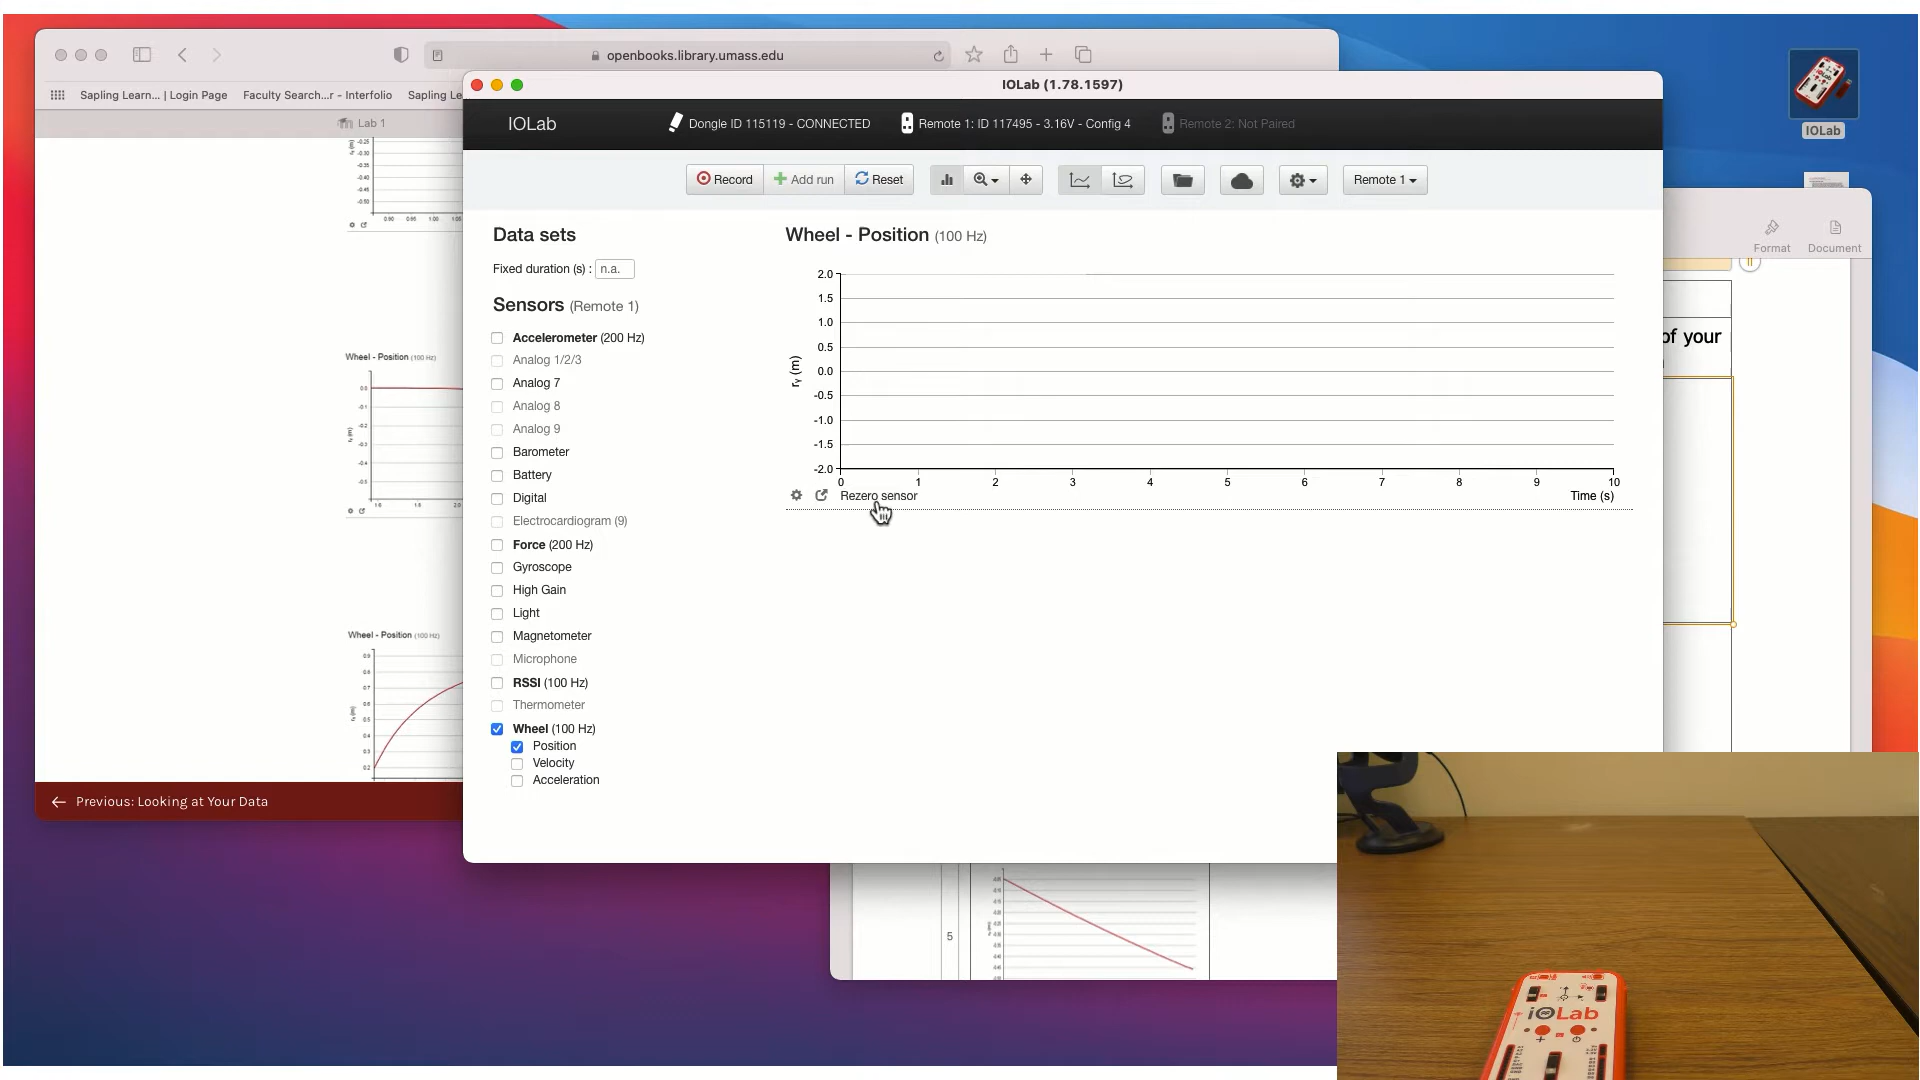 openbooks.library.umass.edu
Sapling Learn... | Login Page
Faculty Search...r - Interfolio
Sapling Le
Lab 1
IOLab (1.78.1597)
IOLab
Dongle ID 115119 - CONNECTED
Remote 1: ID 117495 - 3.16V - Config 4
Remote 2: Not Paired
Record
Add run
Reset
Remote 1
IOLab
Format
Document
of your
Data sets
Fixed duration (s) : n.a.
Sensors (Remote 1)
Accelerometer (200 Hz)
Analog 1/2/3
Analog 7
Analog 8
Analog 9
Barometer
Battery
Digital
Electrocardiogram (9)
Force (200 Hz)
Gyroscope
High Gain
Light
Magnetometer
Microphone
RSSI (100 Hz)
Thermometer
Wheel (100 Hz)
Position
Velocity
Acceleration
Wheel - Position (100 Hz)
2.0
1.5
1.0
0.5
0.0
-0.5
-1.0
-1.5
-2.0
rY (m)
0 1 2 3 4 5 6 7 8 9 10
Rezero sensor
Time (s)
Wheel - Position (100 Hz)
Wheel - Position (100 Hz)
Previous: Looking at Your Data
5
iOLab